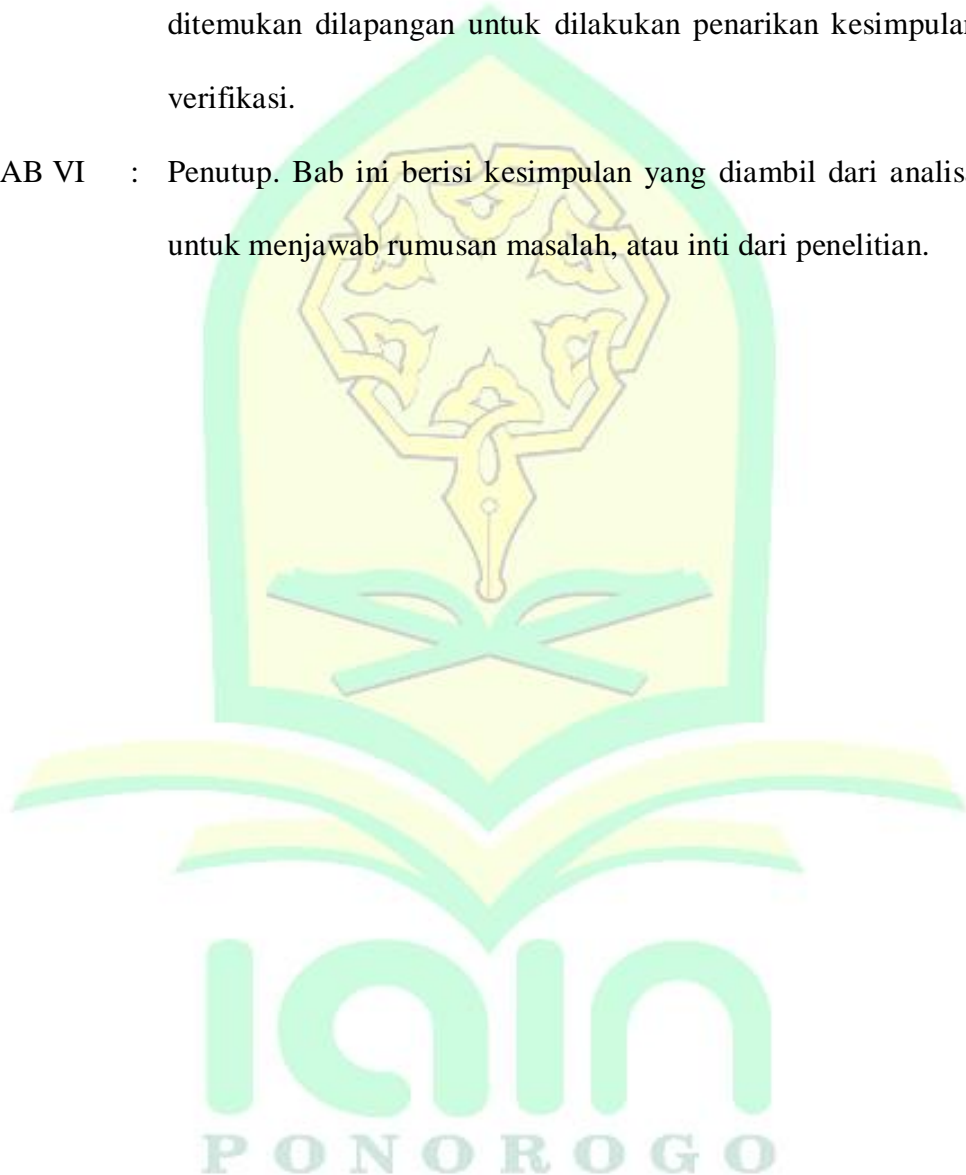 ditemukan dilapangan untuk dilakukan penarikan kesimpulan
verifikasi.
AB VI : Penutup. Bab ini berisi kesimpulan yang diambil dari analis
untuk menjawab rumusan masalah, atau inti dari penelitian.
iain
PONOROGO